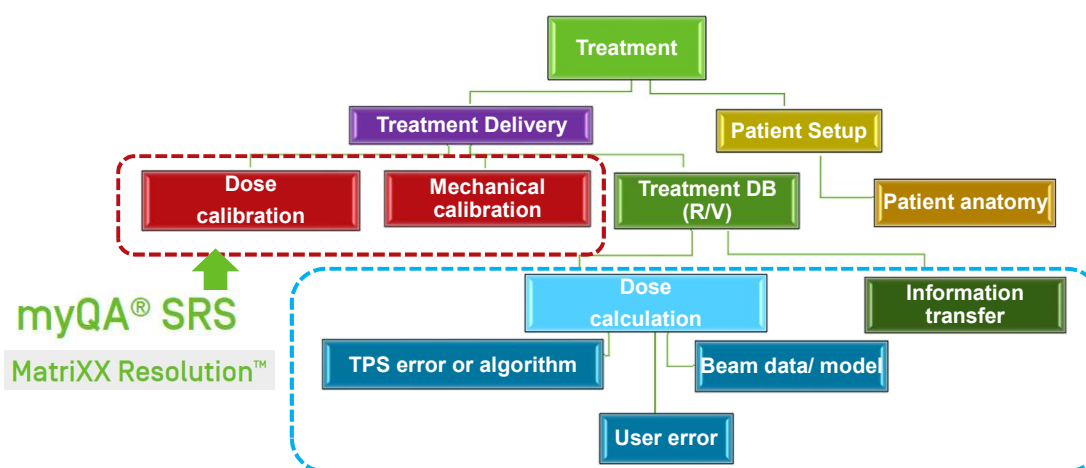 Treatment
Treatment Delivery
Patient Setup
Dose
calibration
Mechanical
calibration
Treatment DB
(R/V)
Patient anatomy
myQA® SRS
MatriXX Resolution™
Dose
calculation
Information
transfer
TPS error or algorithm
Beam data/ model
User error